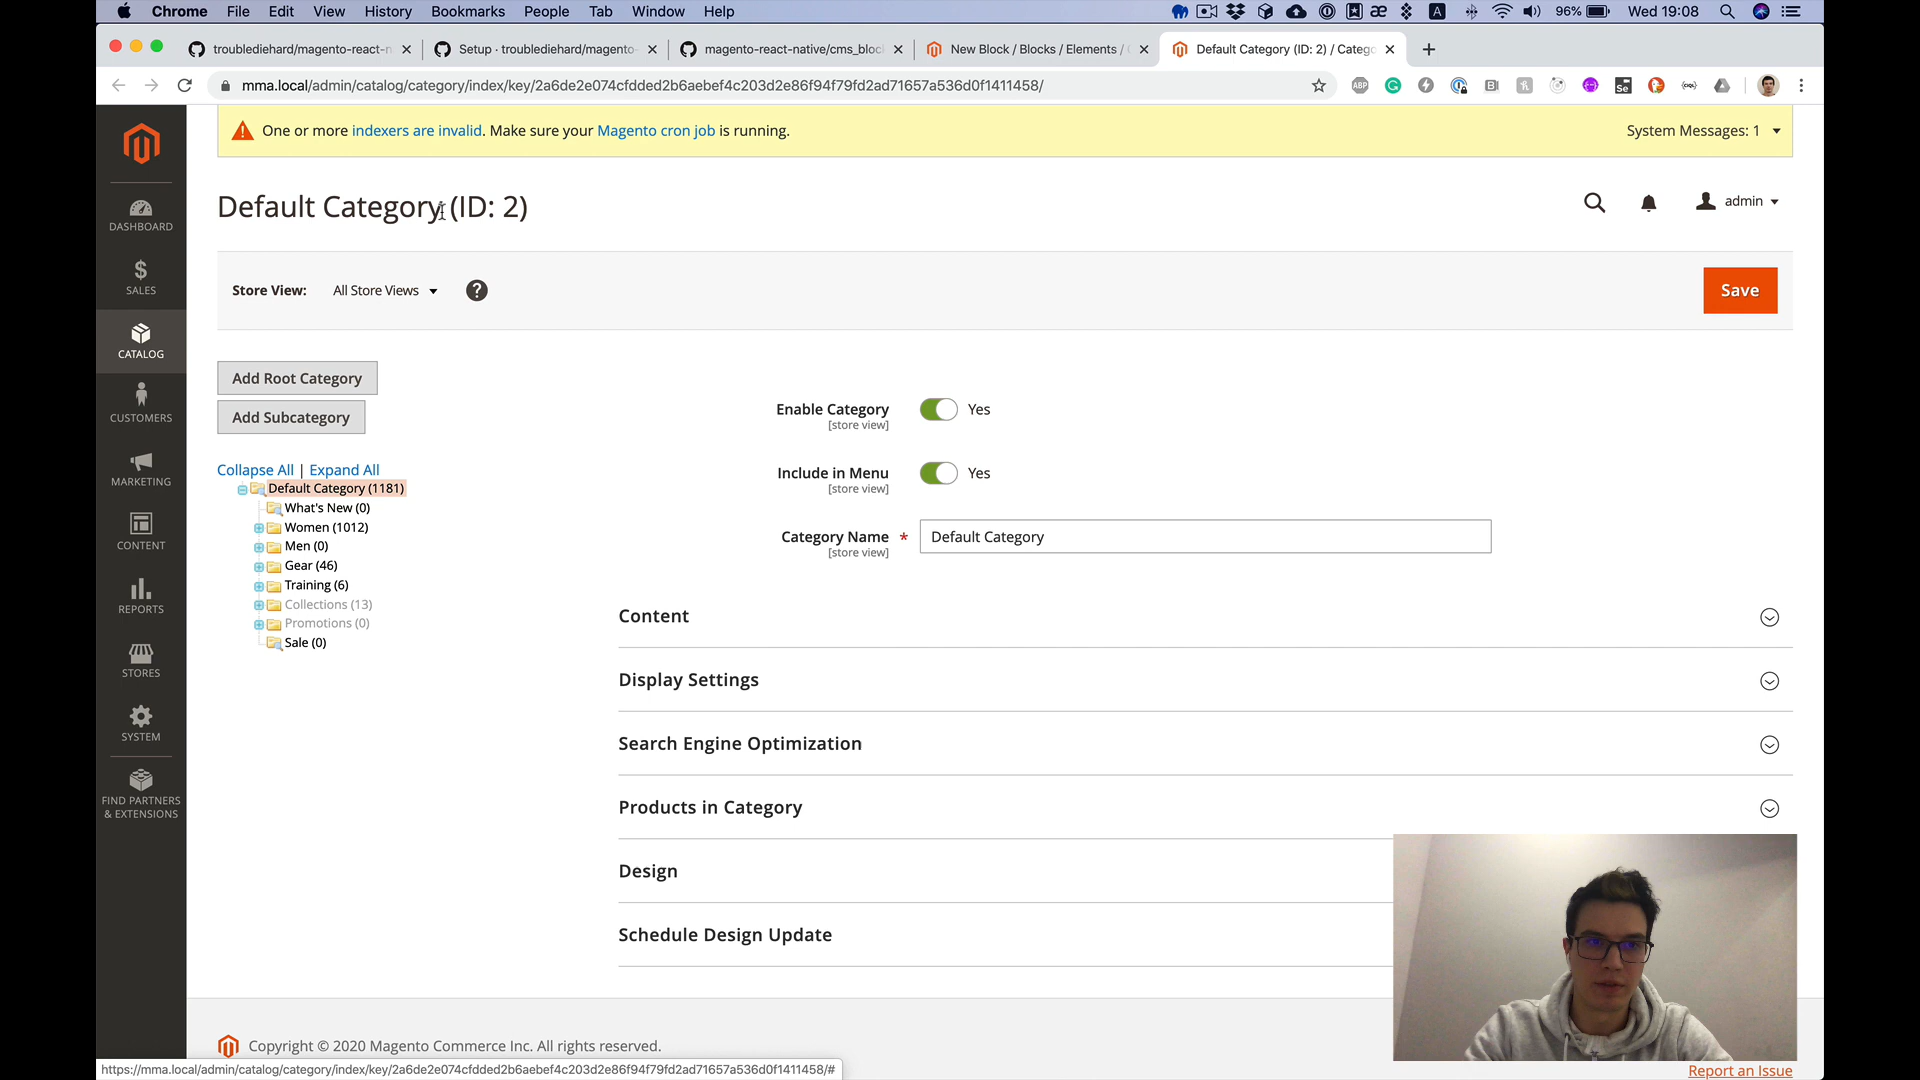 Chrome File Edit View History Bookmarks People Tab Window Help 96% Wed 19:08
troublediehard/magento-react-n
Setup · troublediehard/magento-
magento-react-native/cms_bloc
New Block / Blocks / Elements /
Default Category (ID: 2) / Catego
mma.local/admin/catalog/category/index/key/2a6de2e074cfdded2b6aebef4c203d2e86f94f79fd2ad71657a536d0f1411458/
One or more indexers are invalid. Make sure your Magento cron job is running.
System Messages: 1
Default Category (ID: 2)
admin
DASHBOARD
SALES
CATALOG
CUSTOMERS
MARKETING
CONTENT
REPORTS
STORES
SYSTEM
FIND PARTNERS
& EXTENSIONS
Store View: All Store Views
?
Save
Add Root Category
Add Subcategory
Collapse All | Expand All
Default Category (1181)
What's New (0)
Women (1012)
Men (0)
Gear (46)
Training (6)
Collections (13)
Promotions (0)
Sale (0)
Enable Category Yes
[store view]
Include in Menu Yes
[store view]
Category Name * Default Category
[store view]
Content
Display Settings
Search Engine Optimization
Products in Category
Design
Schedule Design Update
Copyright © 2020 Magento Commerce Inc. All rights reserved.
https://mma.local/admin/catalog/category/index/key/2a6de2e074cfdded2b6aebef4c203d2e86f94f79fd2ad71657a536d0f1411458/#
Report an Issue